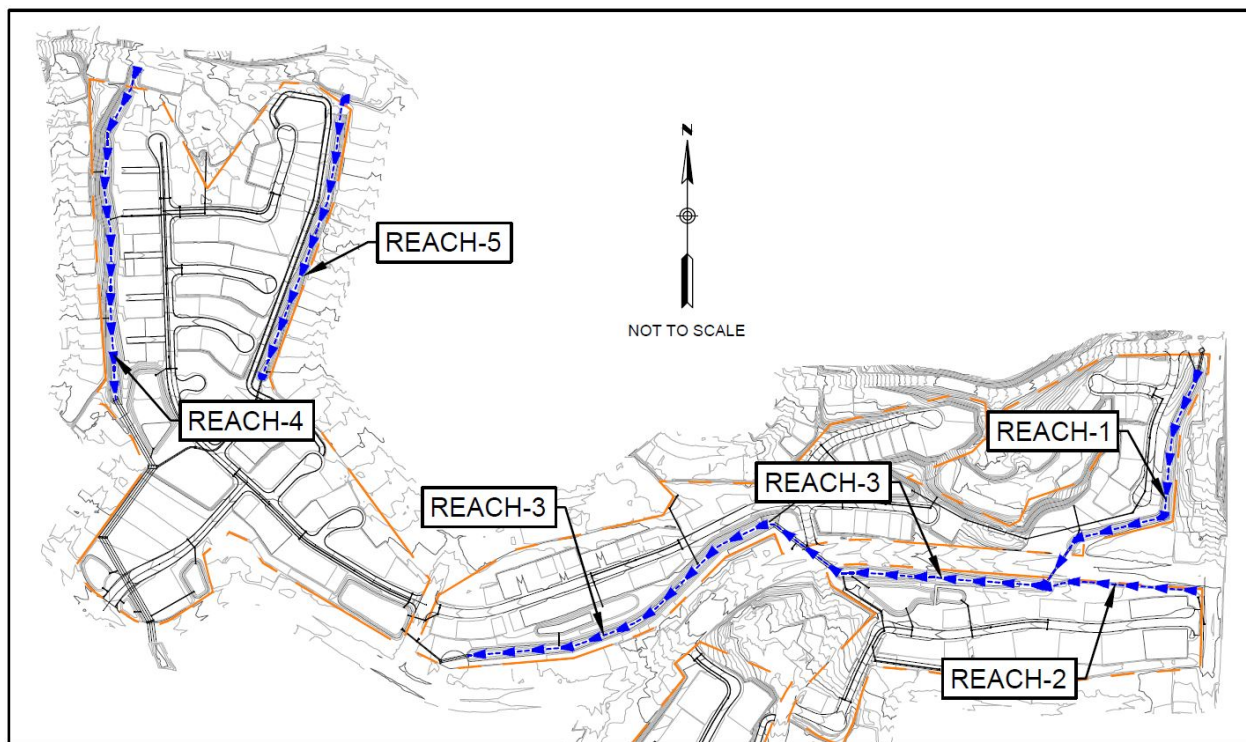 N
NOT TO SCALE
REACH-5
REACH-4
REACH-1
REACH-3
REACH-3
REACH-2
M
M
M